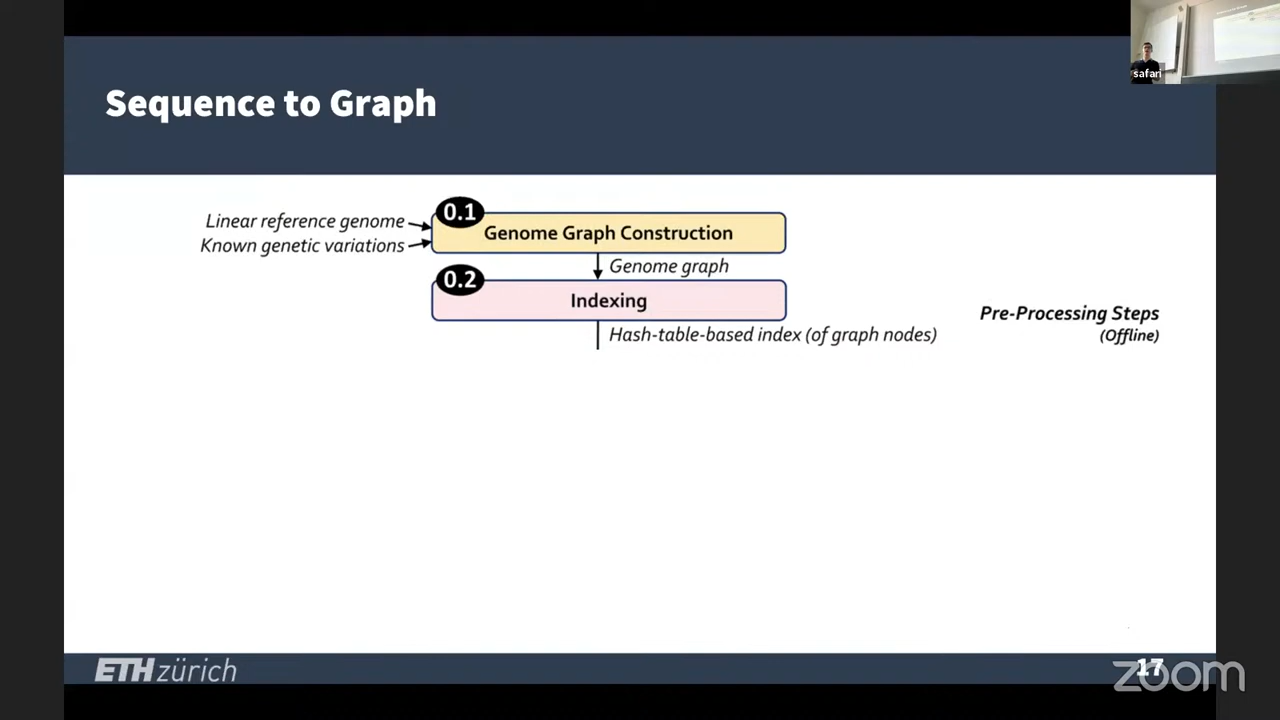 safari
Sequence to Graph
0.1
Linear reference genome
Known genetic variations
Genome Graph Construction
Genome graph
0.2
Indexing
Hash-table-based index (of graph nodes)
Pre-Processing Steps
(Offline)
ETH zürich
17
zoom